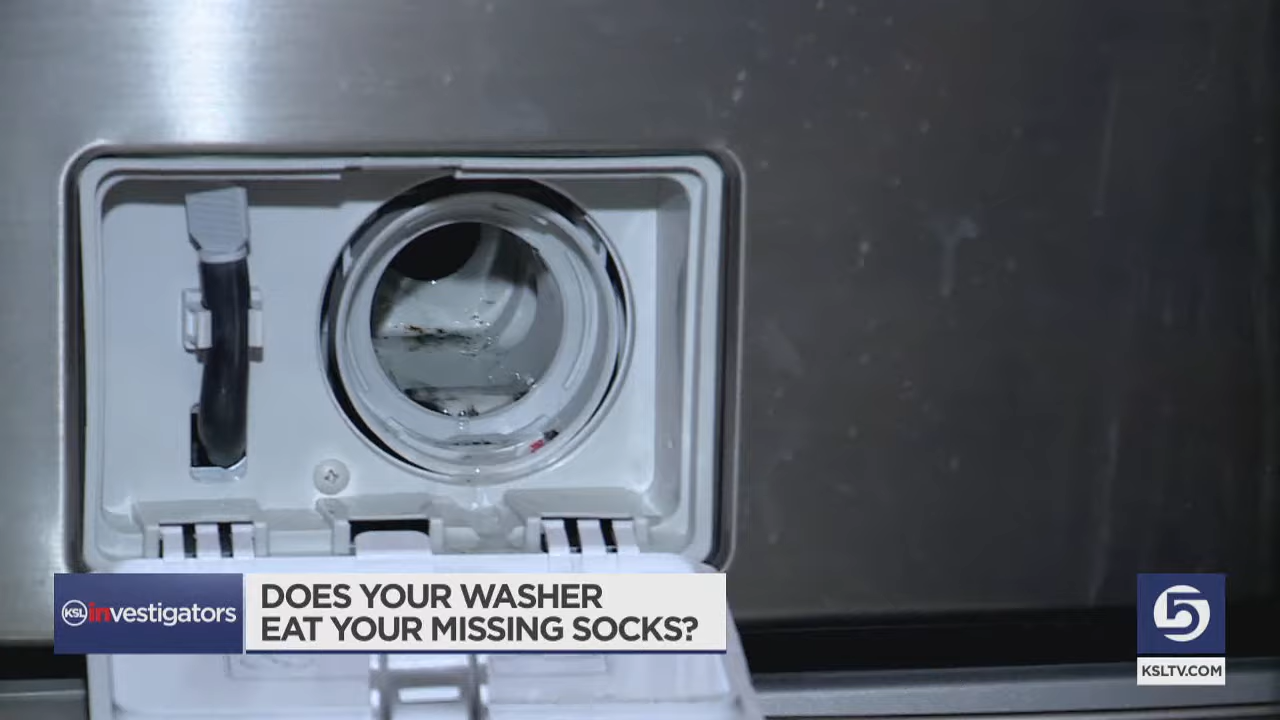 KSL investigators
DOES YOUR WASHER
EAT YOUR MISSING SOCKS?
5
KSLTV.COM